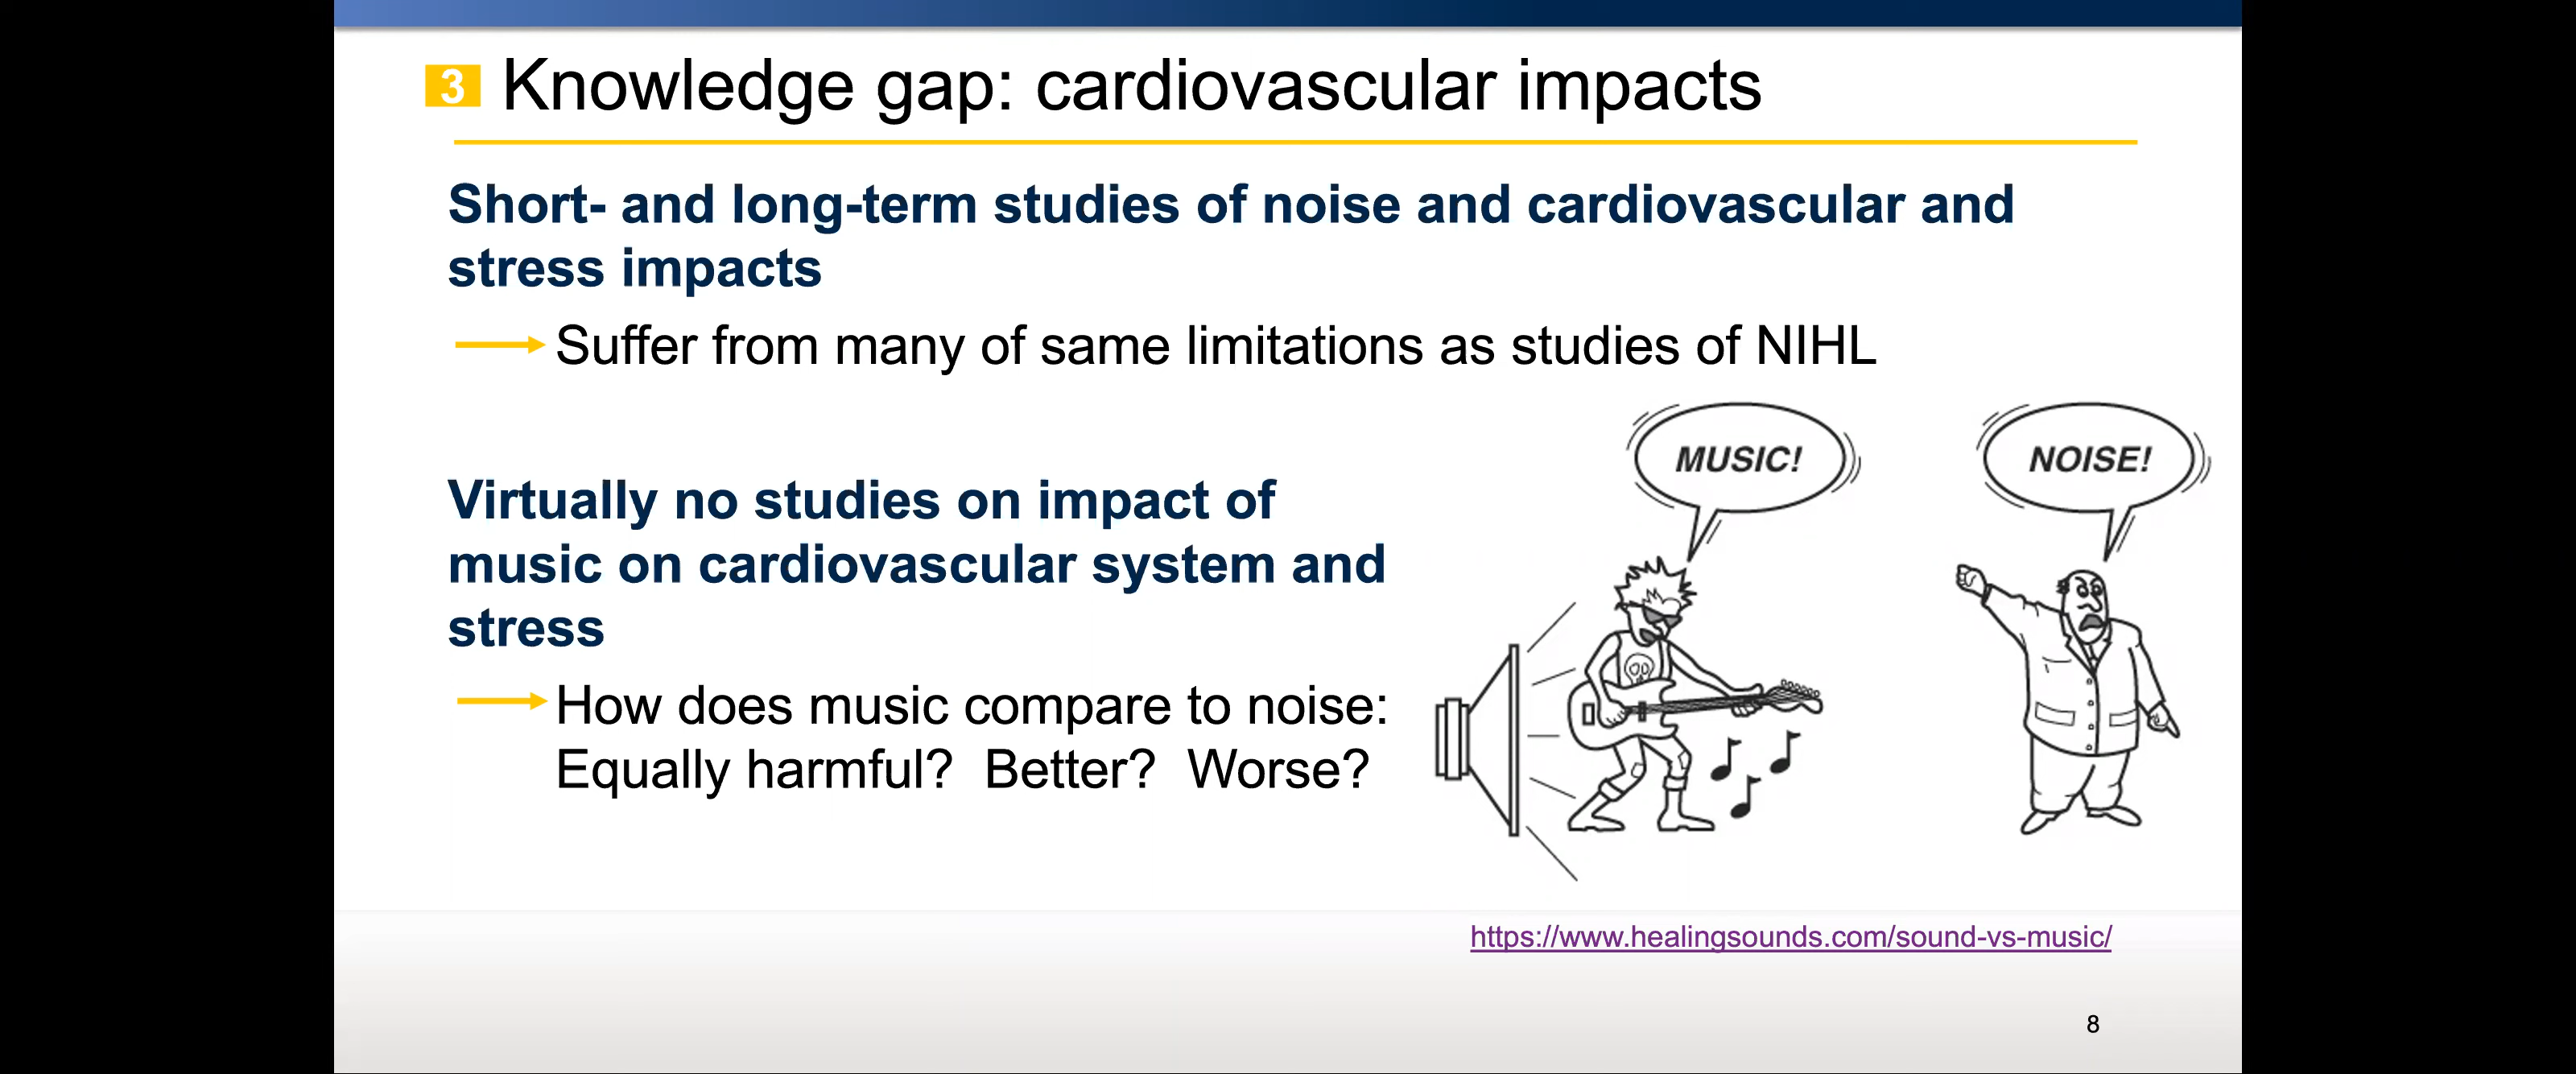 3 Knowledge gap: cardiovascular impacts
Short- and long-term studies of noise and cardiovascular and
stress impacts
Suffer from many of same limitations as studies of NIHL
MUSIC!
NOISE!
Virtually no studies on impact of
music on cardiovascular system and
stress
How does music compare to noise:
Equally harmful? Better? Worse?
https://www.healingsounds.com/sound-vs-music/
8